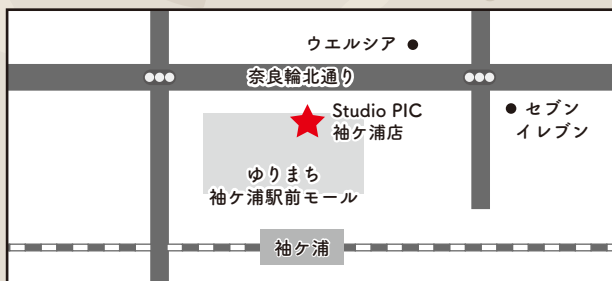 ウエルシア
奈良輪北通り
Studio PIC
袖ケ浦店
セブン
イレブン
ゆりまち
袖ケ浦駅前モール
袖ケ浦